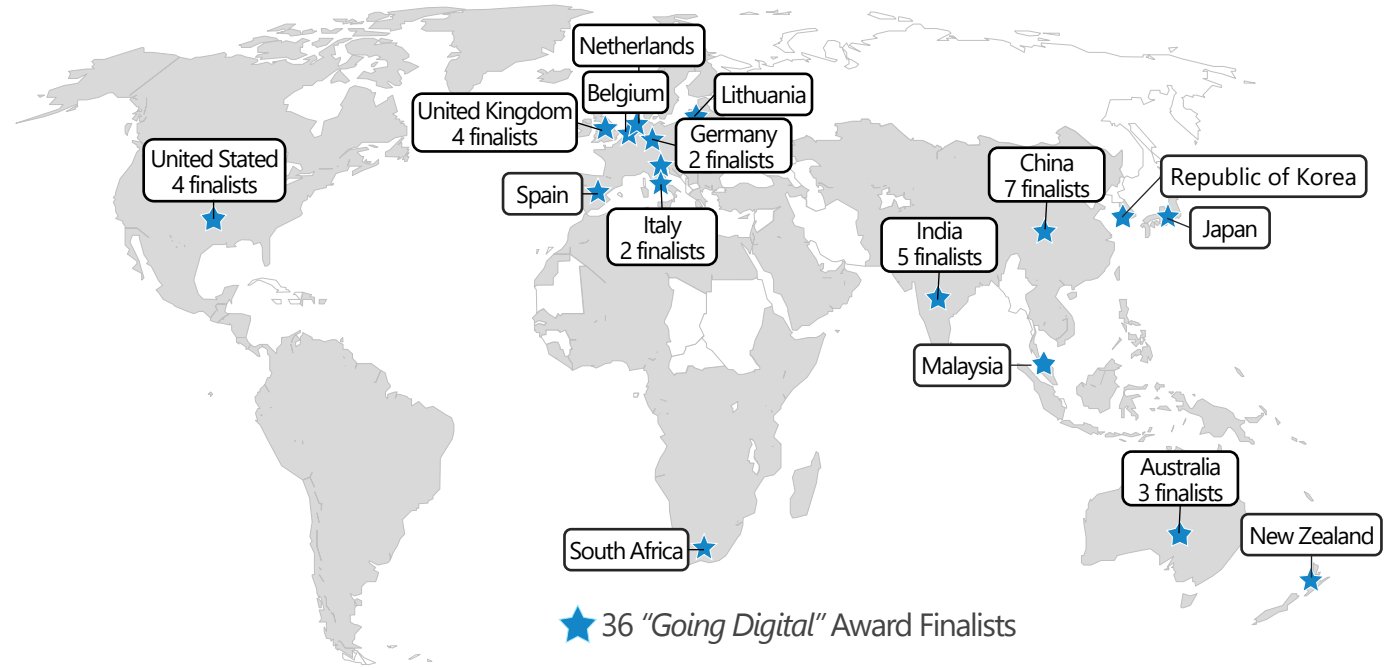 Netherlands
Belgium
Lithuania
United Kingdom
4 finalists
Germany
2 finalists
United Stated
4 finalists
China
7 finalists
Republic of Korea
Spain
Italy
2 finalists
India
5 finalists
Japan
Malaysia
Australia
3 finalists
New Zealand
South Africa
36 “Going Digital” Award Finalists